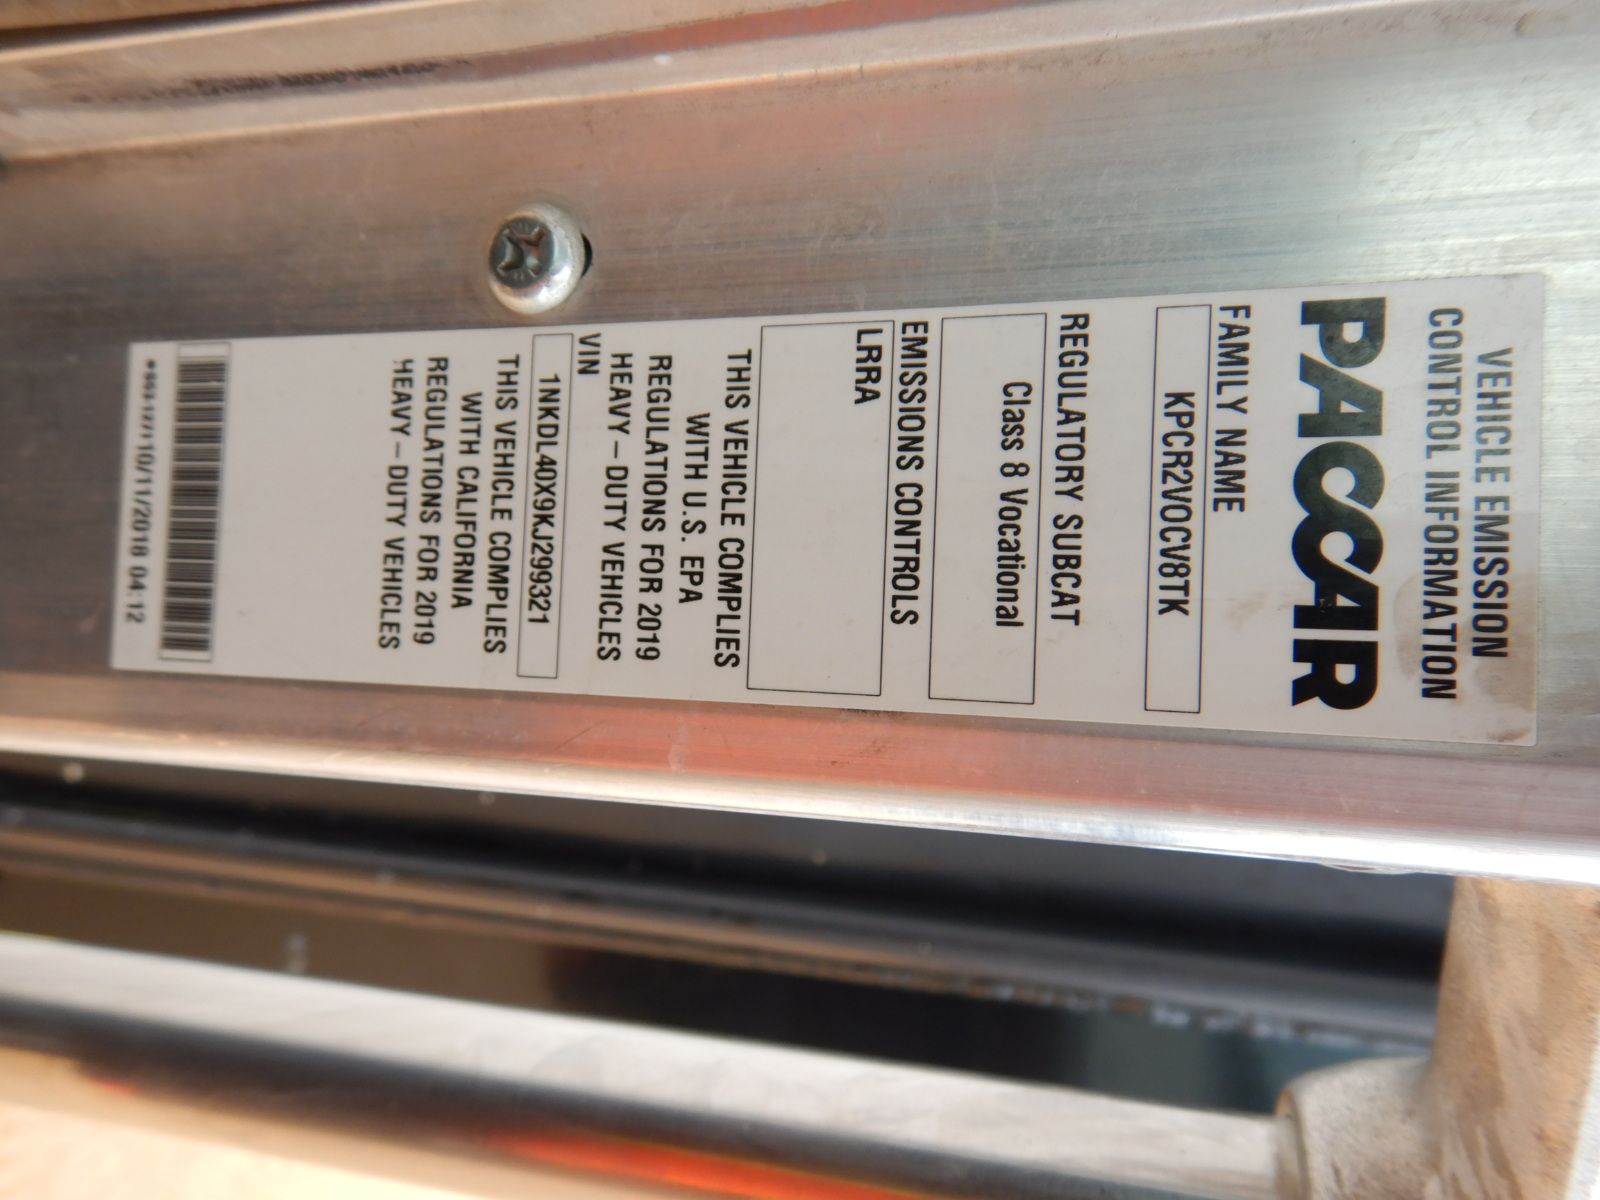 VEHICLE EMISSION
CONTROL INFORMATION
PACCAR
FAMILY NAME
KPCR2VOCV8TK
REGULATORY SUBCAT
Class 8 Vocational
EMISSIONS CONTROLS
LRRA
THIS VEHICLE COMPLIES
WITH U.S. EPA
REGULATIONS FOR 2019
HEAVY-DUTY VEHICLES
VIN
1NKDL40X9KJ299321
THIS VEHICLE COMPLIES
WITH CALIFORNIA
REGULATIONS FOR 2019
HEAVY-DUTY VEHICLES
10/11/2018 04:12